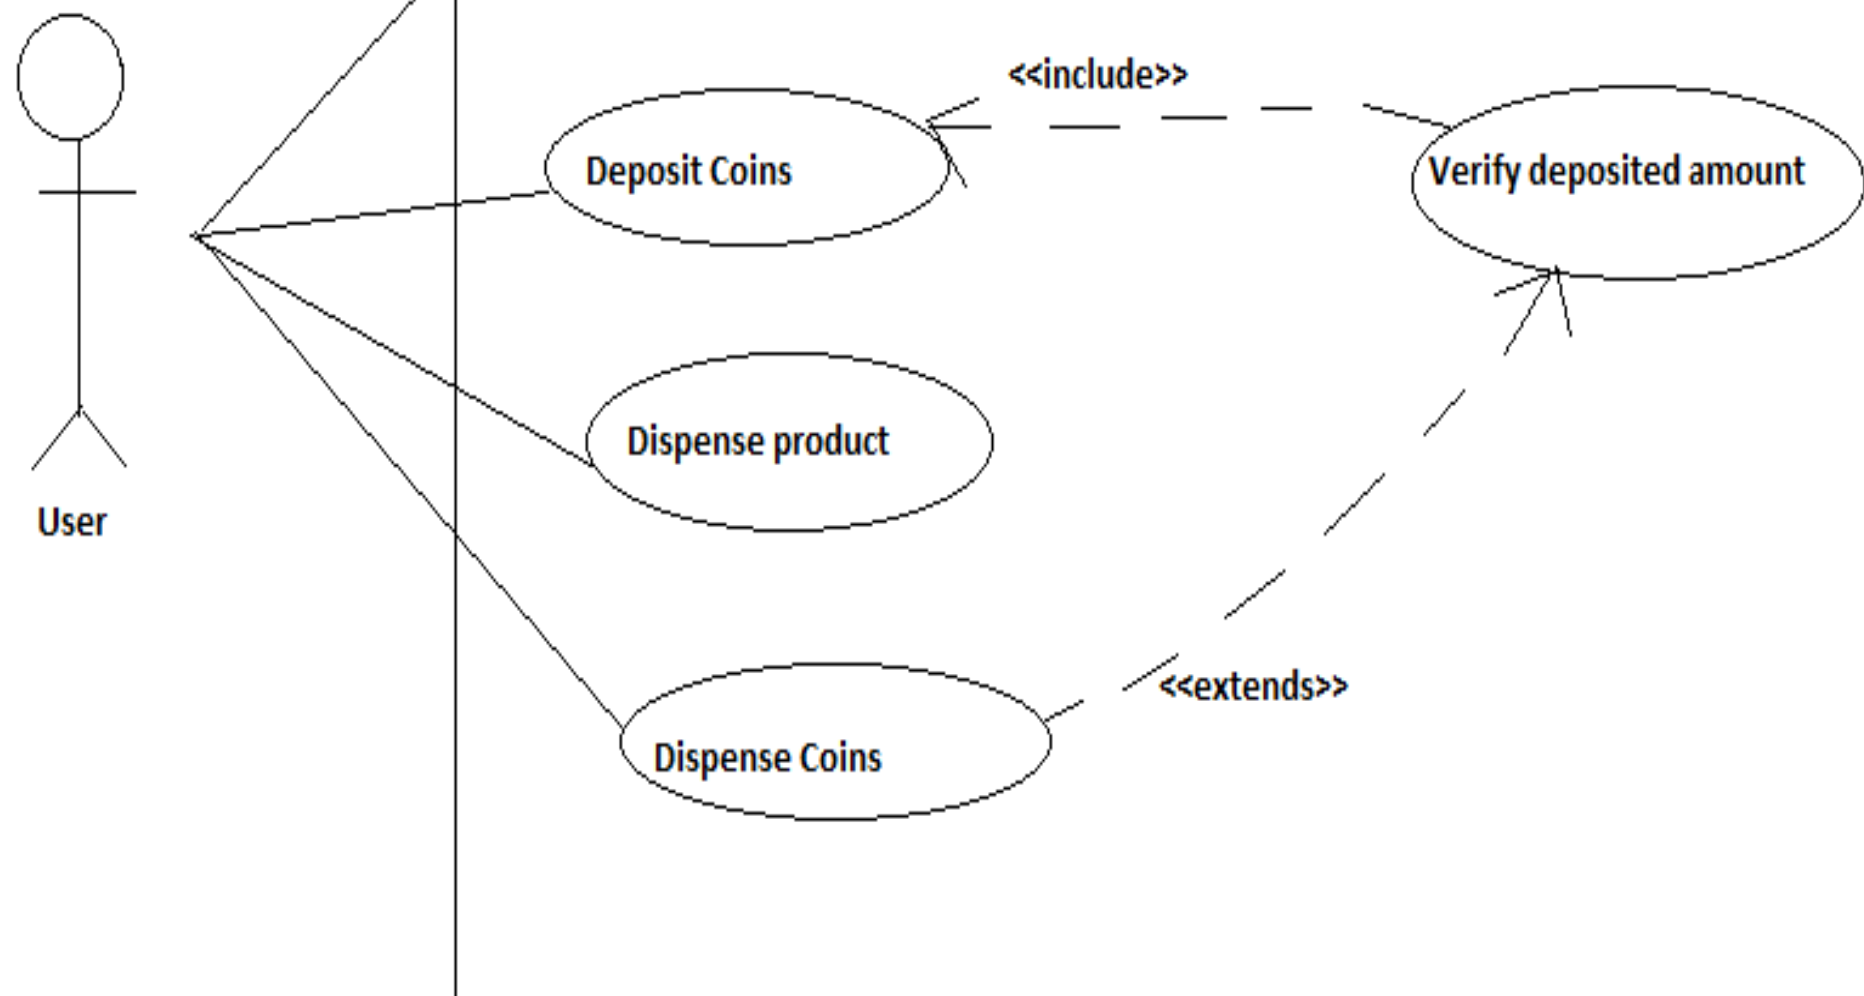 <<include>>
Deposit Coins
Verify deposited amount
Dispense product
User
<<extends>>
Dispense Coins